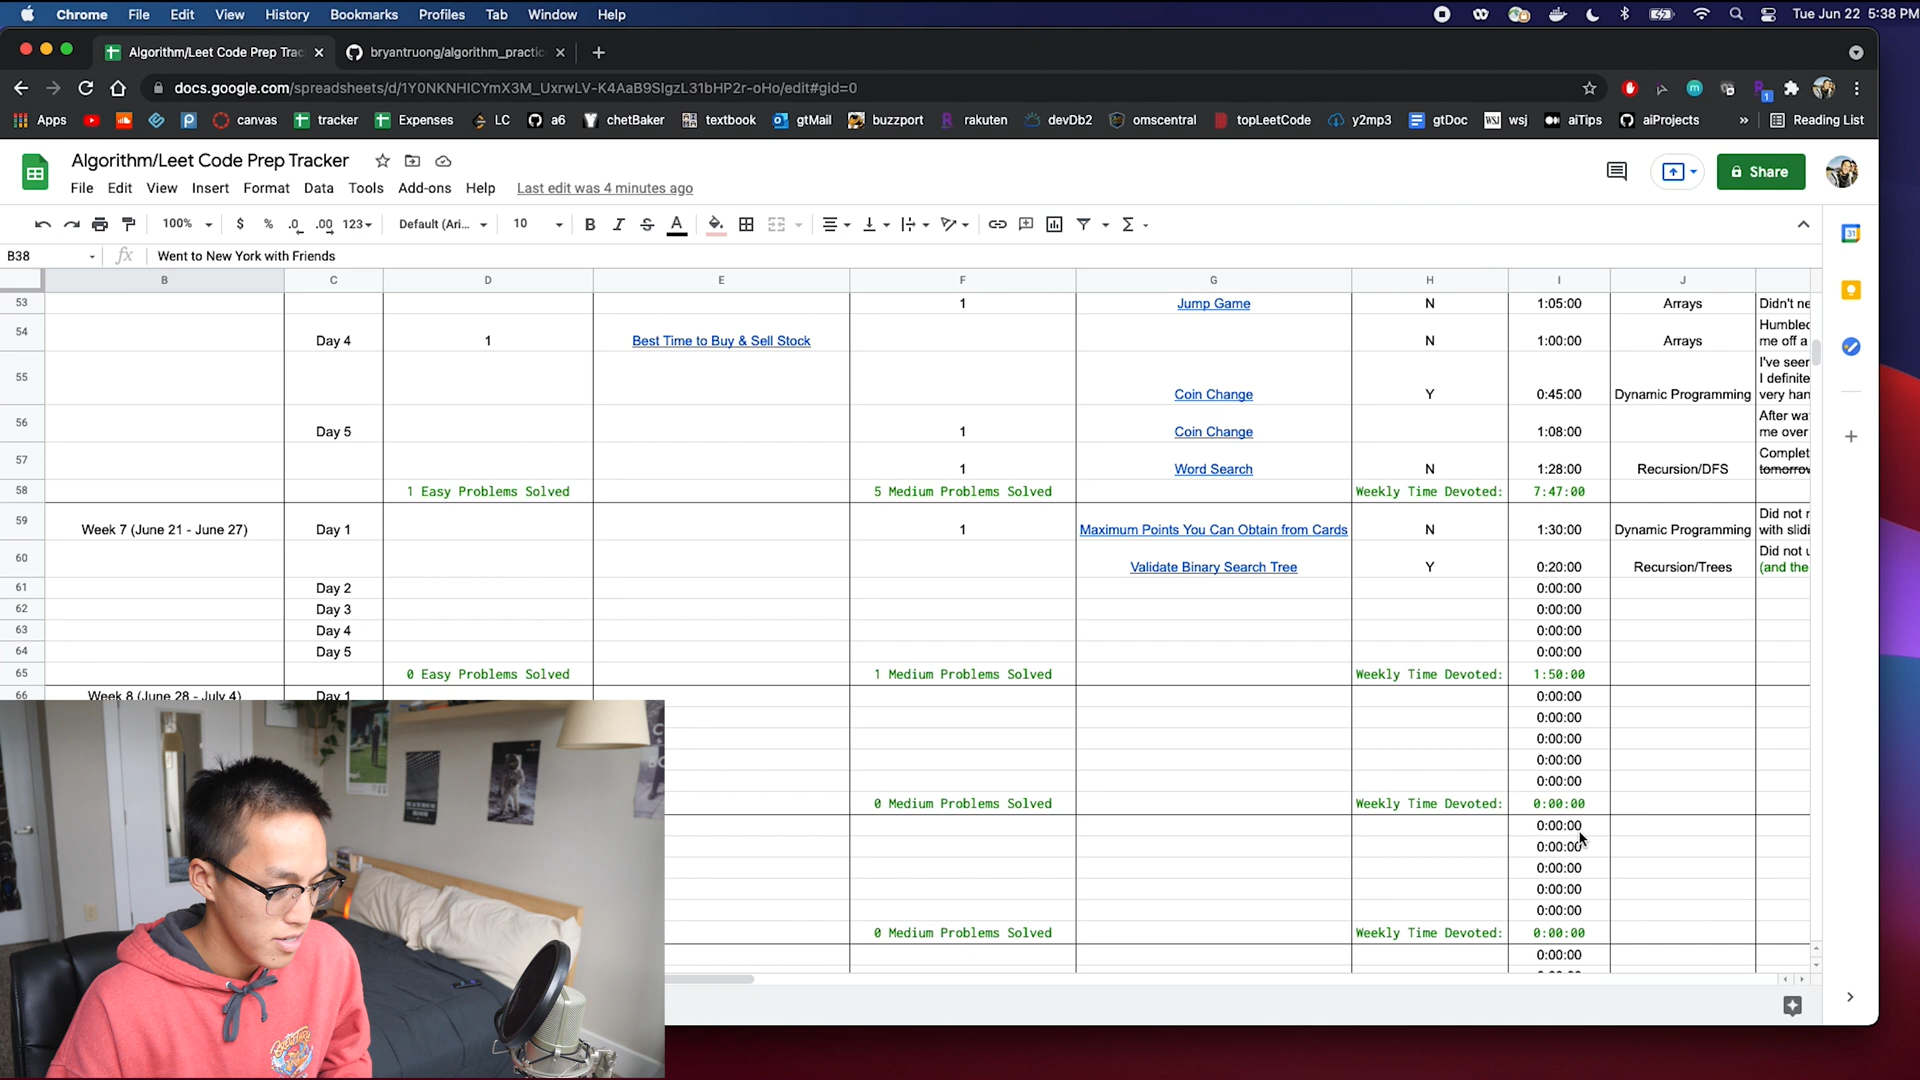 Chrome File Edit View History Bookmarks Profiles Tab Window Help Tue Jun 22 5:38 PM
Algorithm/Leet Code Prep Trac bryantruong/algorithm_practic
docs.google.com/spreadsheets/d/1Y0NKNHICYmX3M_UxrwLV-K4AaB9SIgzL31bHP2r-oHo/edit#gid=0
Apps canvas tracker Expenses LC a6 chetBaker textbook gtMail buzzport rakuten devDb2 omscentral topLeetCode y2mp3 gtDoc wsj aiTips aiProjects » Reading List
Algorithm/Leet Code Prep Tracker
Share
File Edit View Insert Format Data Tools Add-ons Help Last edit was 4 minutes ago
100% $ % .0 .00 123 Default (Ari... 10 B I S A
B38 fx Went to New York with Friends
B C D E F G H I J
53 1 Jump Game N 1:05:00 Arrays Didn't ne
54 Day 4 1 Best Time to Buy & Sell Stock N 1:00:00 Arrays Humbled
me off a
55 Coin Change Y 0:45:00 Dynamic Programming I've seen
I definite
very han
56 Day 5 1 Coin Change 1:08:00 After wa
me over
57 1 Word Search N 1:28:00 Recursion/DFS Complet
tomorrow
58 1 Easy Problems Solved 5 Medium Problems Solved Weekly Time Devoted: 7:47:00
59 Week 7 (June 21 - June 27) Day 1 1 Maximum Points You Can Obtain from Cards N 1:30:00 Dynamic Programming Did not r
with slidi
60 Validate Binary Search Tree Y 0:20:00 Recursion/Trees Did not u
(and the
61 Day 2 0:00:00
62 Day 3 0:00:00
63 Day 4 0:00:00
64 Day 5 0:00:00
65 0 Easy Problems Solved 1 Medium Problems Solved Weekly Time Devoted: 1:50:00
66 Week 8 (June 28 - July 4) Day 1 0:00:00
0:00:00
0:00:00
0:00:00
0:00:00
0 Medium Problems Solved Weekly Time Devoted: 0:00:00
0:00:00
0:00:00
0:00:00
0:00:00
0:00:00
0 Medium Problems Solved Weekly Time Devoted: 0:00:00
0:00:00